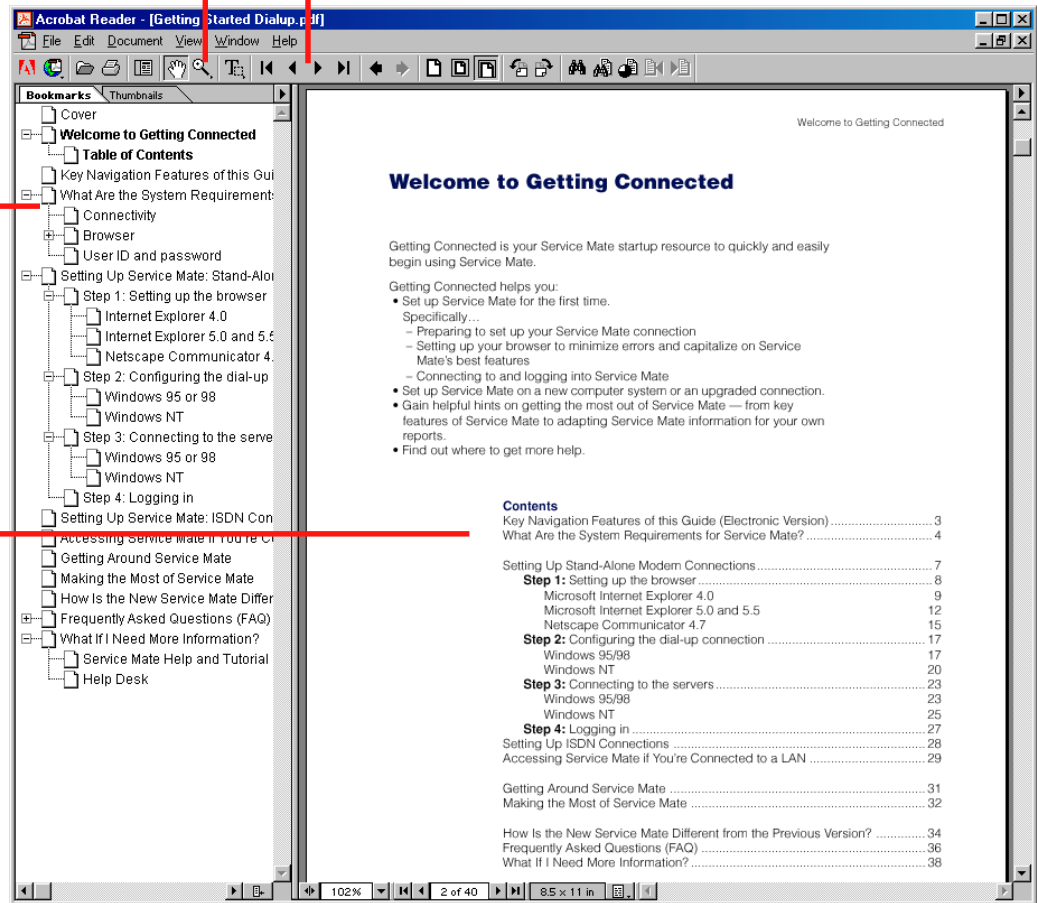 Acrobat Reader - [Getting Started Dialup.pdf]
File Edit Document View Window Help
Bookmarks Thumbnails
Cover
Welcome to Getting Connected
Table of Contents
Key Navigation Features of this Gui
What Are the System Requirements
Connectivity
Browser
User ID and password
Setting Up Service Mate: Stand-Alon
Step 1: Setting up the browser
Internet Explorer 4.0
Internet Explorer 5.0 and 5.5
Netscape Communicator 4.
Step 2: Configuring the dial-up
Windows 95 or 98
Windows NT
Step 3: Connecting to the serve
Windows 95 or 98
Windows NT
Step 4: Logging in
Setting Up Service Mate: ISDN Con
Accessing Service Mate if You're C
Getting Around Service Mate
Making the Most of Service Mate
How Is the New Service Mate Differ
Frequently Asked Questions (FAQ)
What If I Need More Information?
Service Mate Help and Tutorial
Help Desk
Welcome to Getting Connected
Welcome to Getting Connected
Getting Connected is your Service Mate startup resource to quickly and easily
begin using Service Mate.
Getting Connected helps you:
• Set up Service Mate for the first time.
Specifically…
– Preparing to set up your Service Mate connection
– Setting up your browser to minimize errors and capitalize on Service
Mate's best features
– Connecting to and logging into Service Mate
• Set up Service Mate on a new computer system or an upgraded connection.
• Gain helpful hints on getting the most out of Service Mate — from key
features of Service Mate to adapting Service Mate information for your own
reports.
• Find out where to get more help.
Contents
Key Navigation Features of this Guide (Electronic Version) 3
What Are the System Requirements for Service Mate? 4
Setting Up Stand-Alone Modem Connections 7
Step 1: Setting up the browser 8
Microsoft Internet Explorer 4.0 9
Microsoft Internet Explorer 5.0 and 5.5 12
Netscape Communicator 4.7 15
Step 2: Configuring the dial-up connection 17
Windows 95/98 17
Windows NT 20
Step 3: Connecting to the servers 23
Windows 95/98 23
Windows NT 25
Step 4: Logging in 27
Setting Up ISDN Connections 28
Accessing Service Mate if You're Connected to a LAN 29
Getting Around Service Mate 31
Making the Most of Service Mate 32
How Is the New Service Mate Different from the Previous Version? 34
Frequently Asked Questions (FAQ) 36
What If I Need More Information? 38
102% 2 of 40 8.5 x 11 in